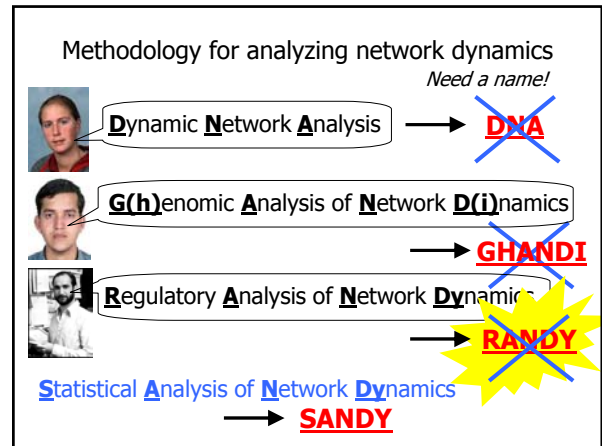 Methodology for analyzing network dynamics
Need a name!
Dynamic Network Analysis
DNA
G(h)enomic Analysis of Network D(i)namics
GHANDI
Regulatory Analysis of Network Dynamics
RANDY
Statistical Analysis of Network Dynamics
SANDY